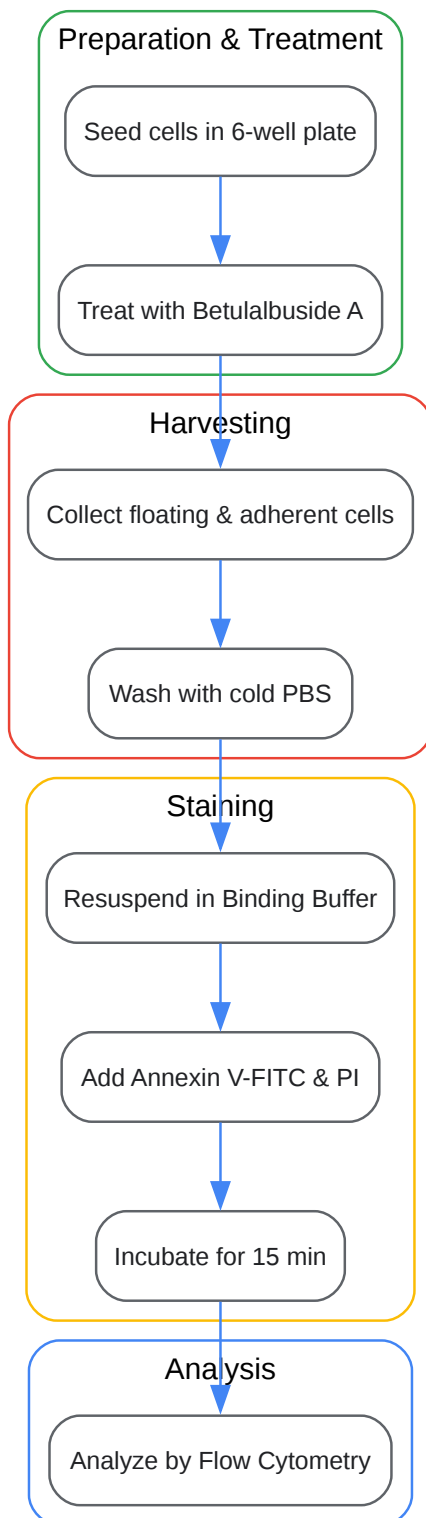 Preparation & Treatment
Seed cells in 6-well plate
Treat with Betulalbuside A
Harvesting
Collect floating & adherent cells
Wash with cold PBS
Staining
Resuspend in Binding Buffer
Add Annexin V-FITC & PI
Incubate for 15 min
Analysis
Analyze by Flow Cytometry